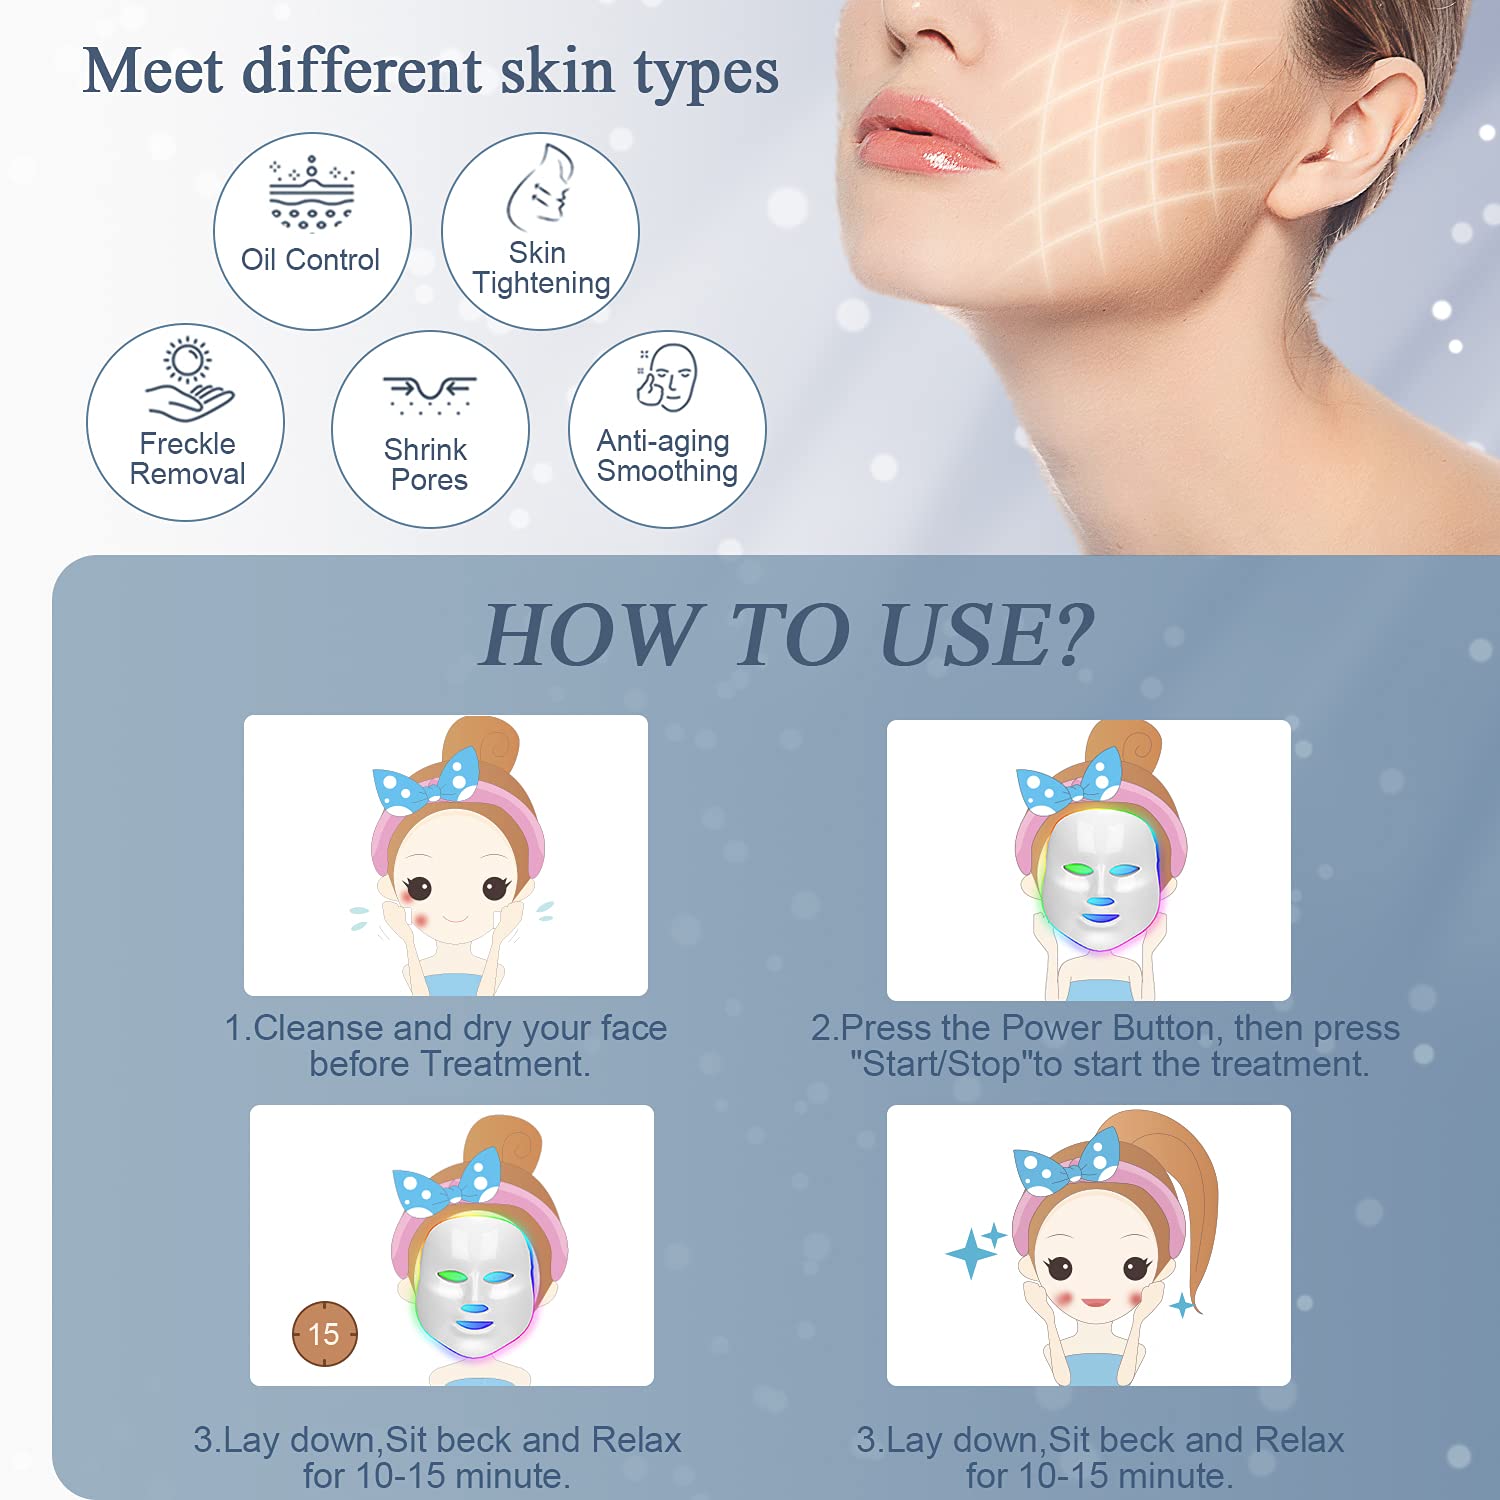 Meet different skin types
Oil Control
Skin
Tightening
Freckle
Removal
Shrink
Pores
Anti-aging
Smoothing
HOW TO USE?
1.Cleanse and dry your face
before Treatment.
2.Press the Power Button, then press
"Start/Stop"to start the treatment.
15
3.Lay down,Sit beck and Relax
for 10-15 minute.
3.Lay down,Sit beck and Relax
for 10-15 minute.